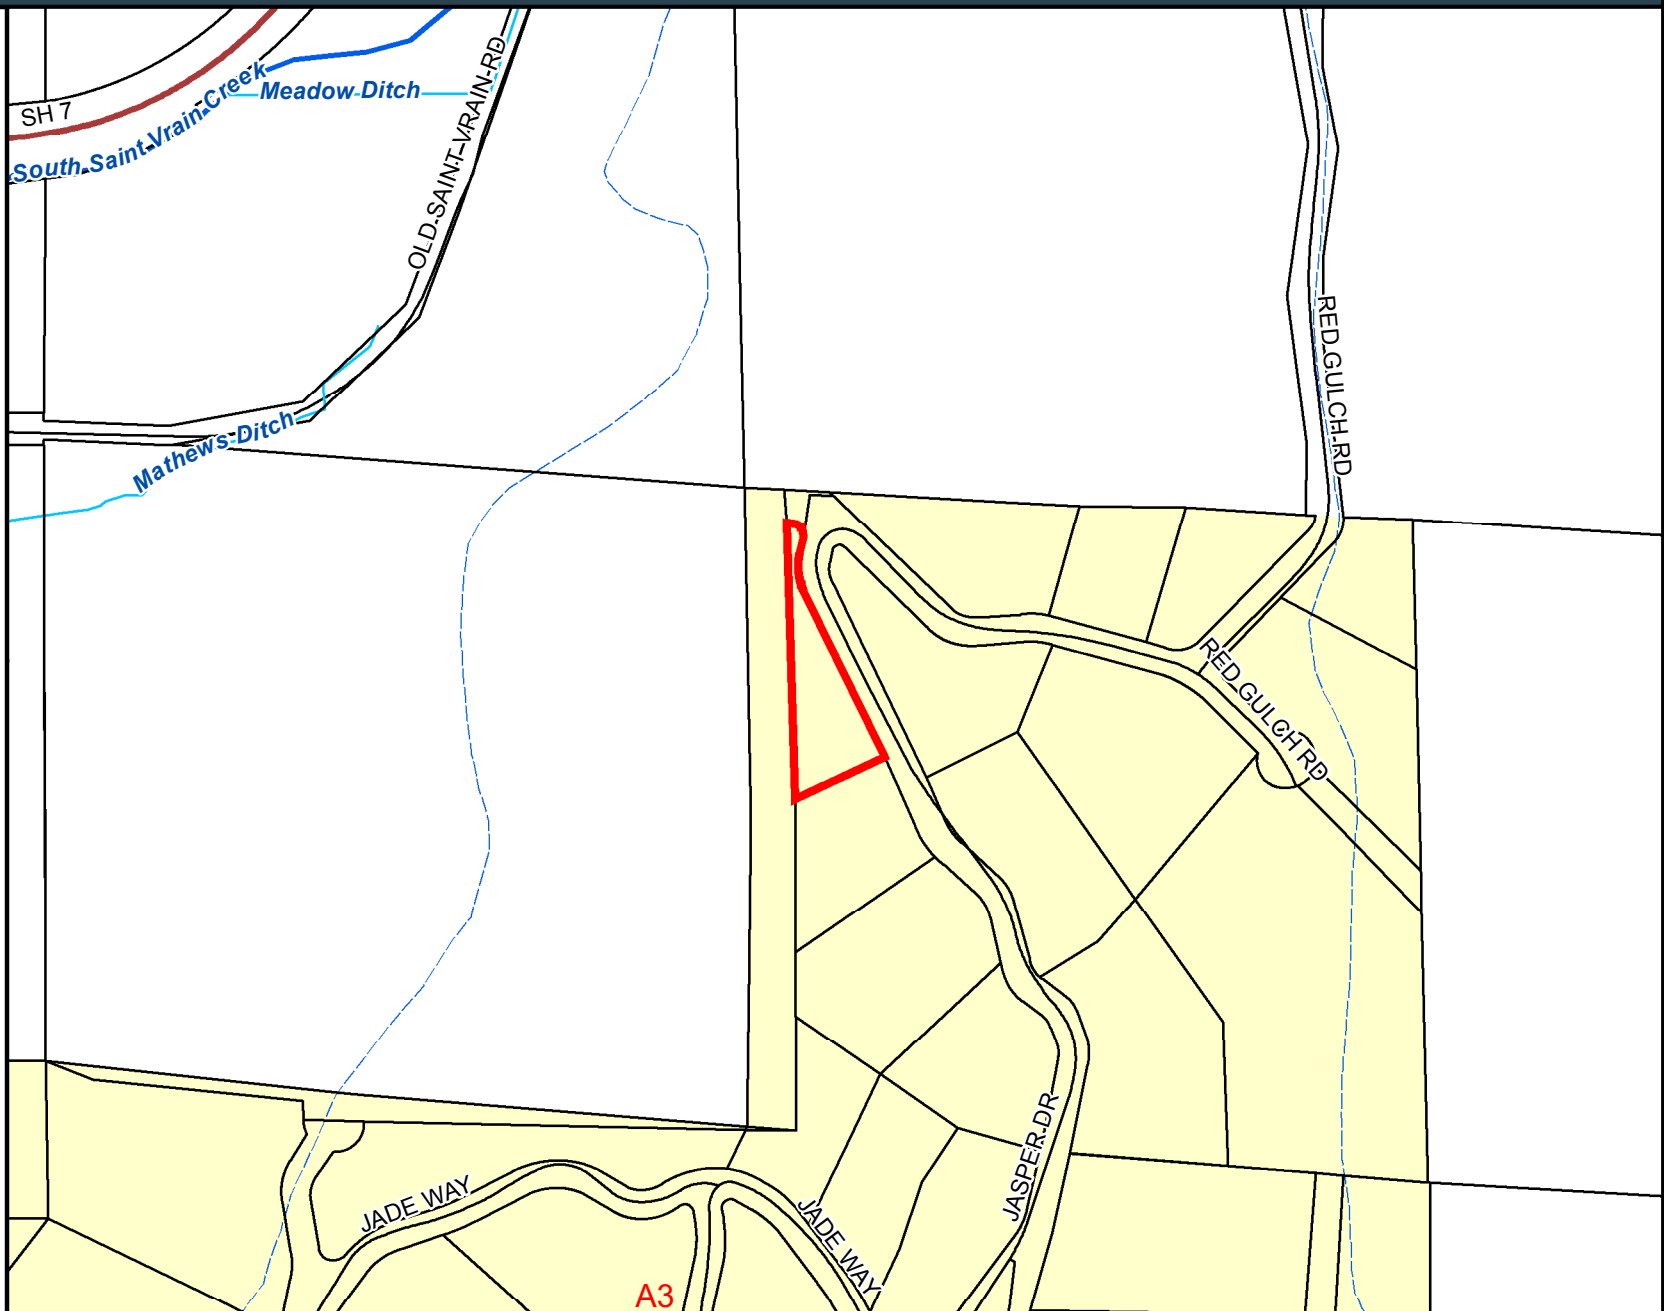 SH 7
South Saint Vrain Creek
Meadow Ditch
OLD SAINT VRAIN RD
RED GULCH RD
Mathews Ditch
RED GULCH RD
JASPER DR
JADE WAY
JADE WAY
A3